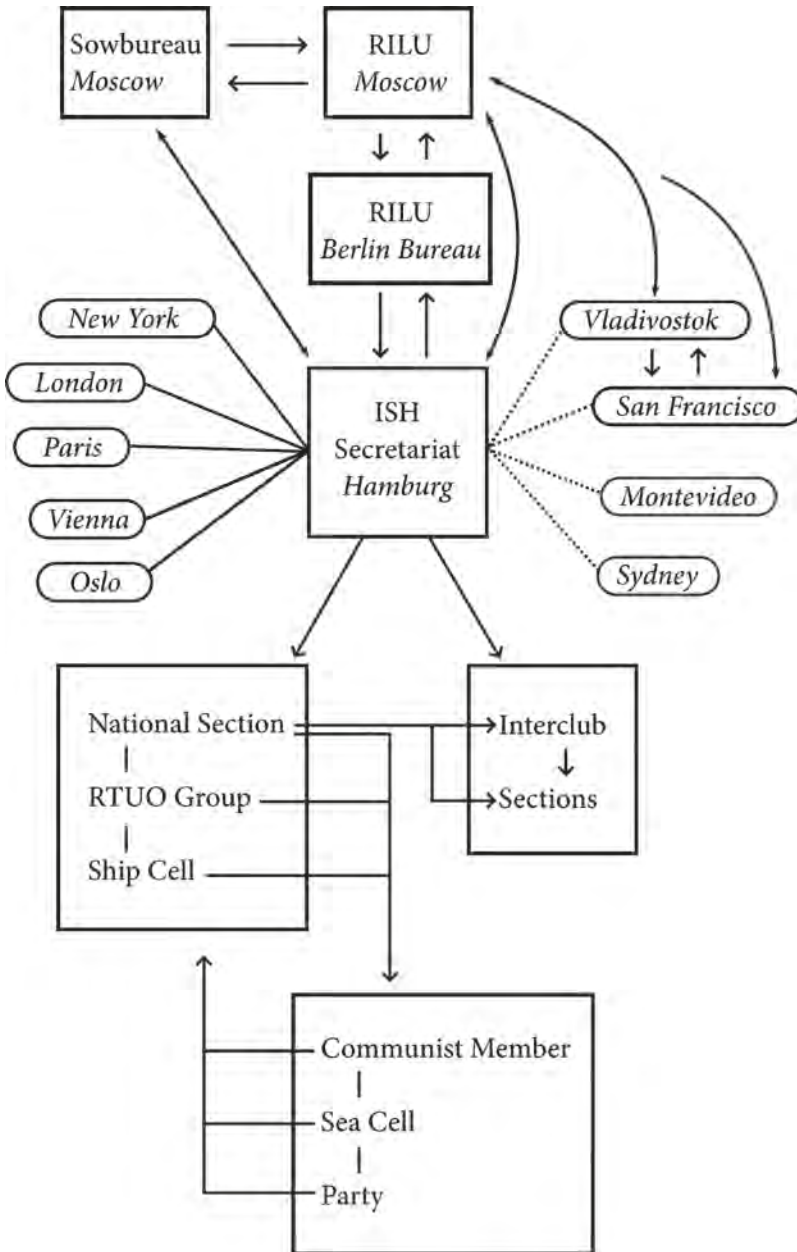 Sowbureau
Moscow
RILU
Moscow
RILU
Berlin Bureau
New York
London
Paris
Vienna
Oslo
ISH
Secretariat
Hamburg
Vladivostok
San Francisco
Montevideo
Sydney
National Section
RTUO Group
Ship Cell
Interclub
Sections
Communist Member
Sea Cell
Party